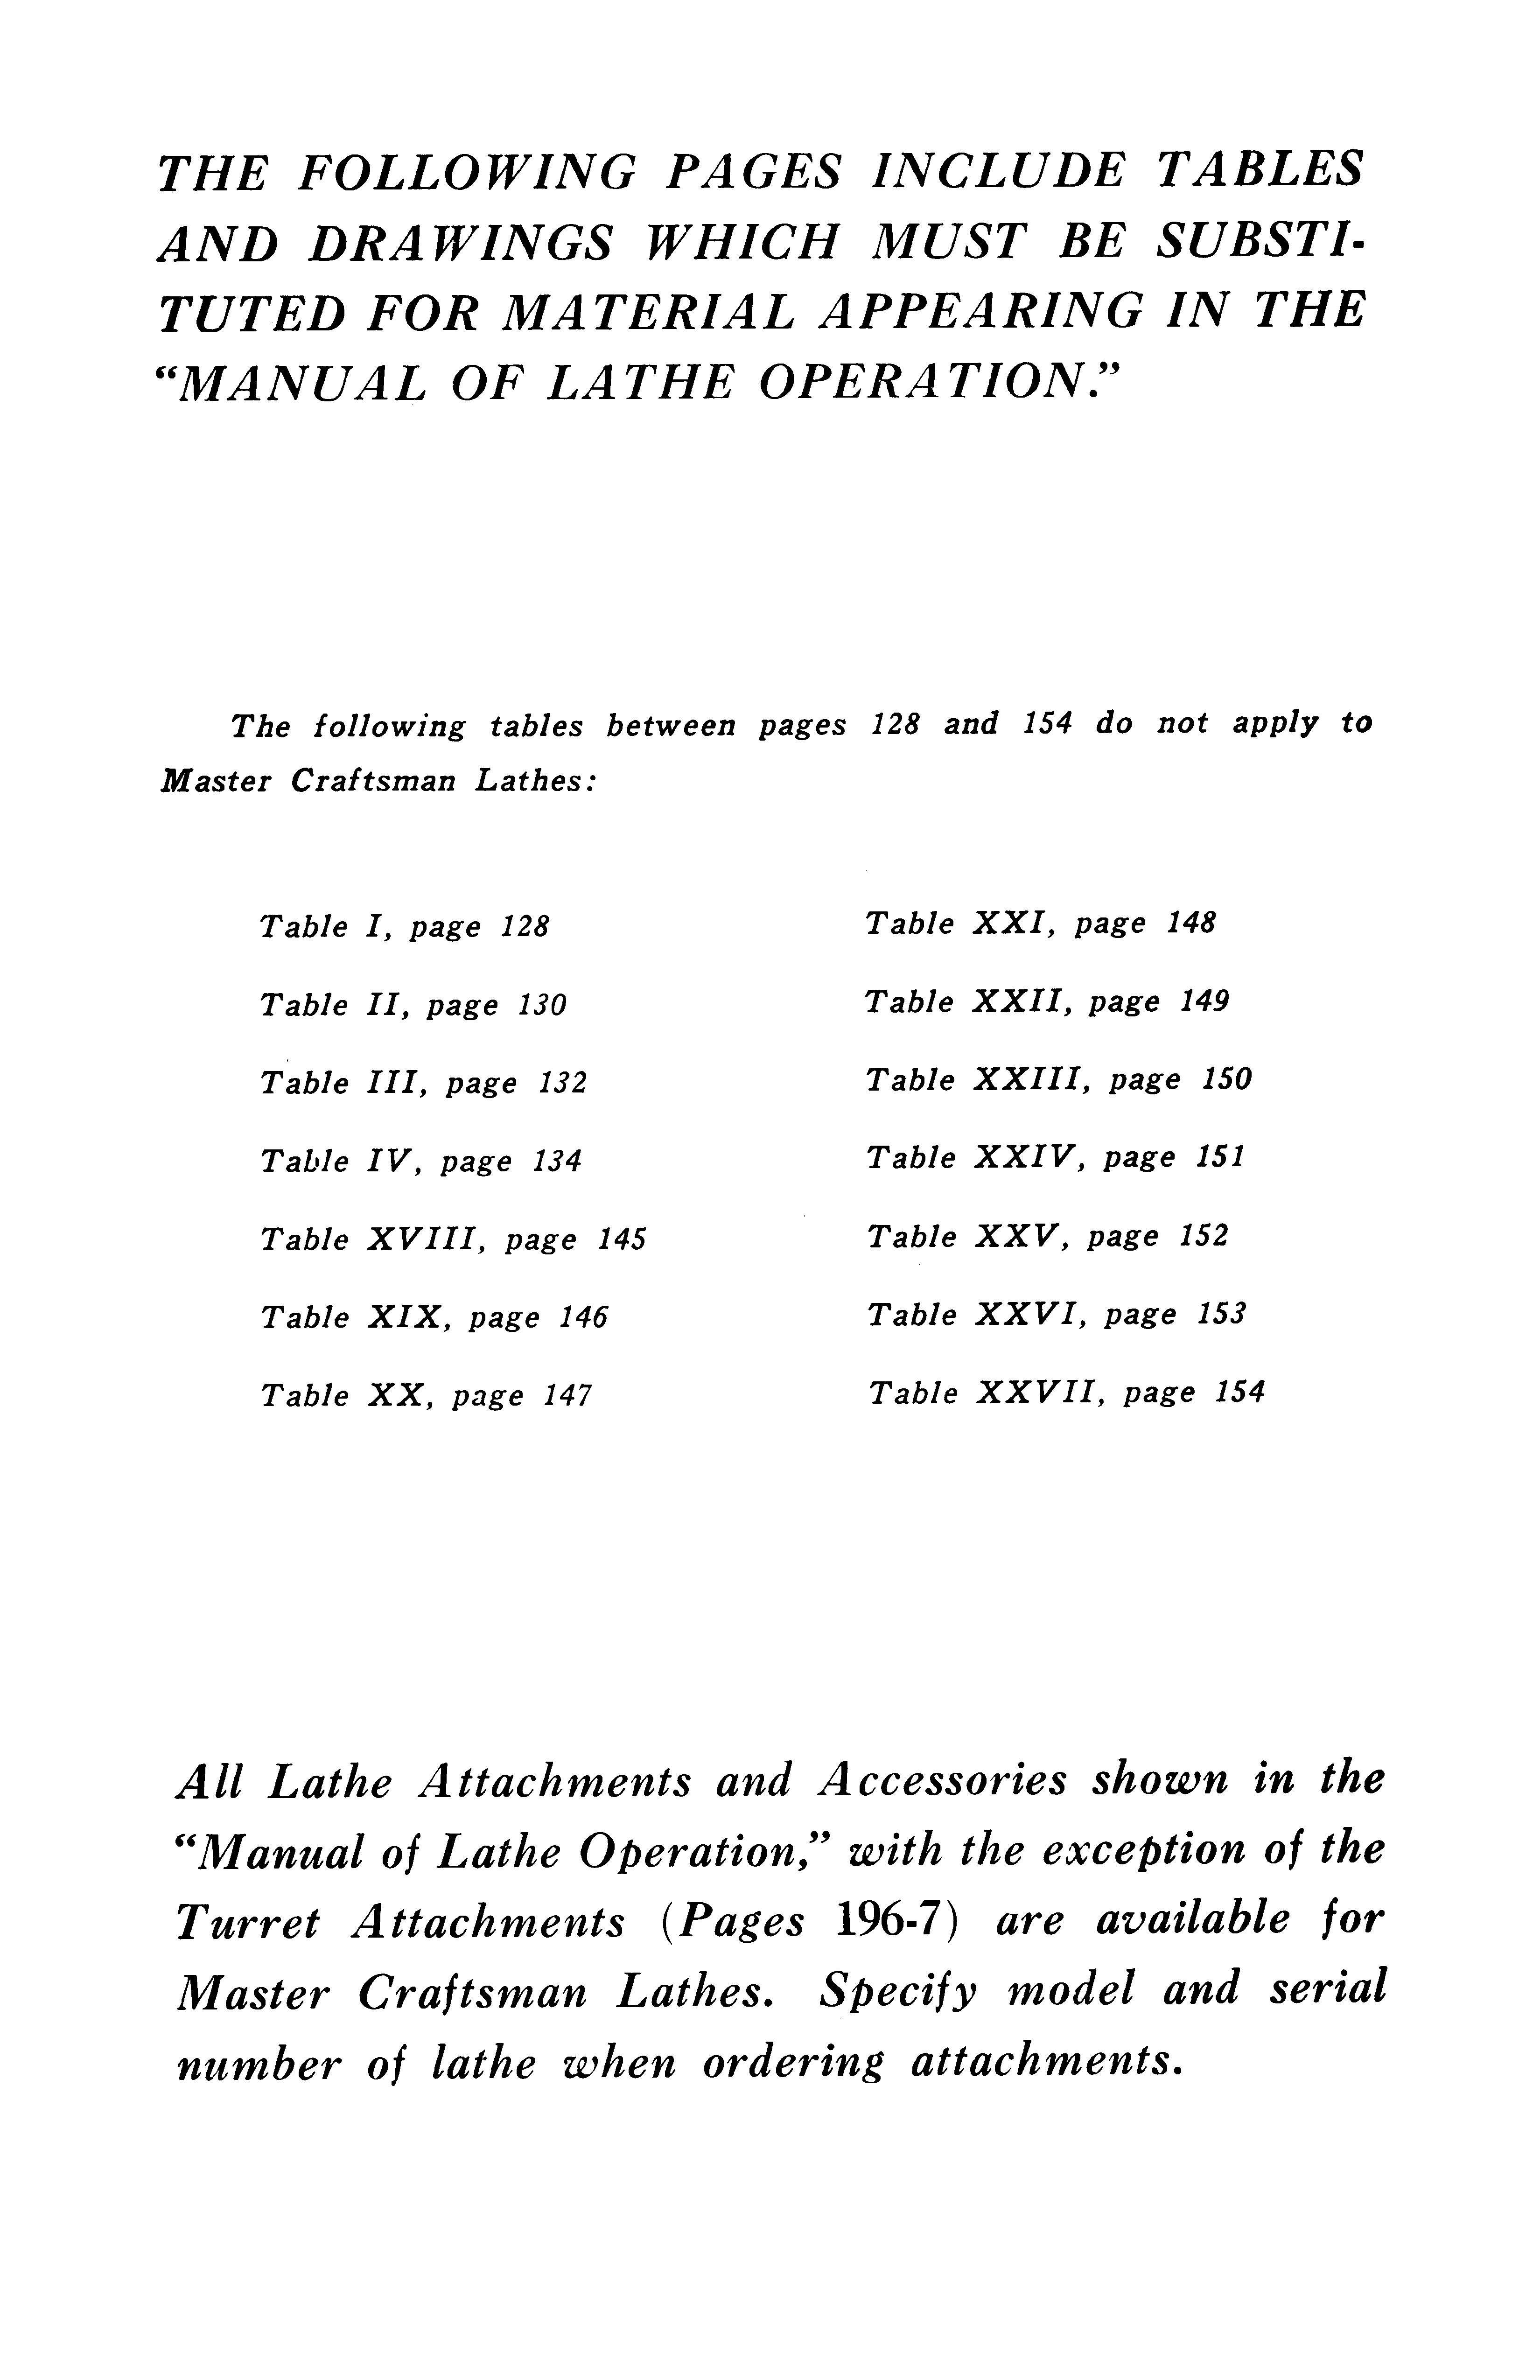 THE FOLLOWING PAGES INCLUDE TABLES
AND DRAWINGS WHICH MUST BE SUBSTI-
TUTED FOR MATERIAL APPEARING IN THE
“MANUAL OF LATHE OPERATION.”
The following tables between pages 128 and 154 do not apply to
Master Craftsman Lathes:
Table I, page 128
Table II, page 130
Table III, page 132
Table IV, page 134
Table XVIII, page 145
Table XIX, page 146
Table XX, page 147
Table XXI, page 148
Table XXII, page 149
Table XXIII, page 150
Table XXIV, page 151
Table XXV, page 152
Table XXVI, page 153
Table XXVII, page 154
All Lathe Attachments and Accessories shown in the
“Manual of Lathe Operation,” with the exception of the
Turret Attachments (Pages 196-7) are available for
Master Craftsman Lathes. Specify model and serial
number of lathe when ordering attachments.